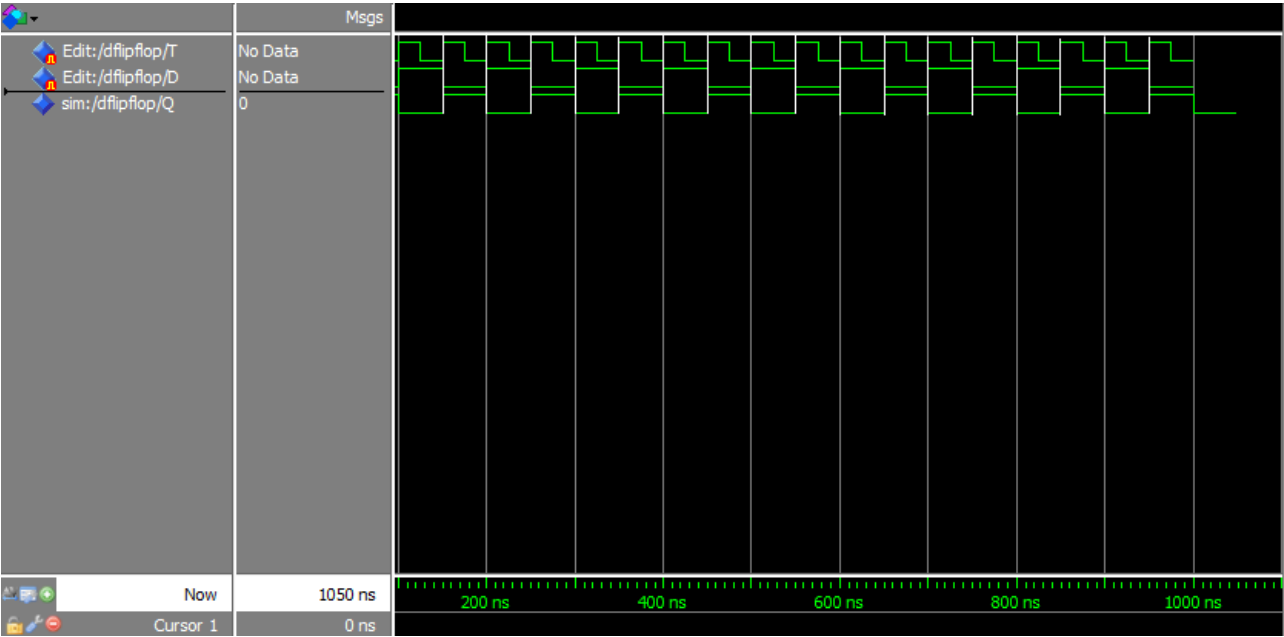 Msgs
Edit:/dflipflop/T No Data
Edit:/dflipflop/D No Data
sim:/dflipflop/Q 0
Now 1050 ns
200 ns 400 ns 600 ns 800 ns 1000 ns
Cursor 1 0 ns